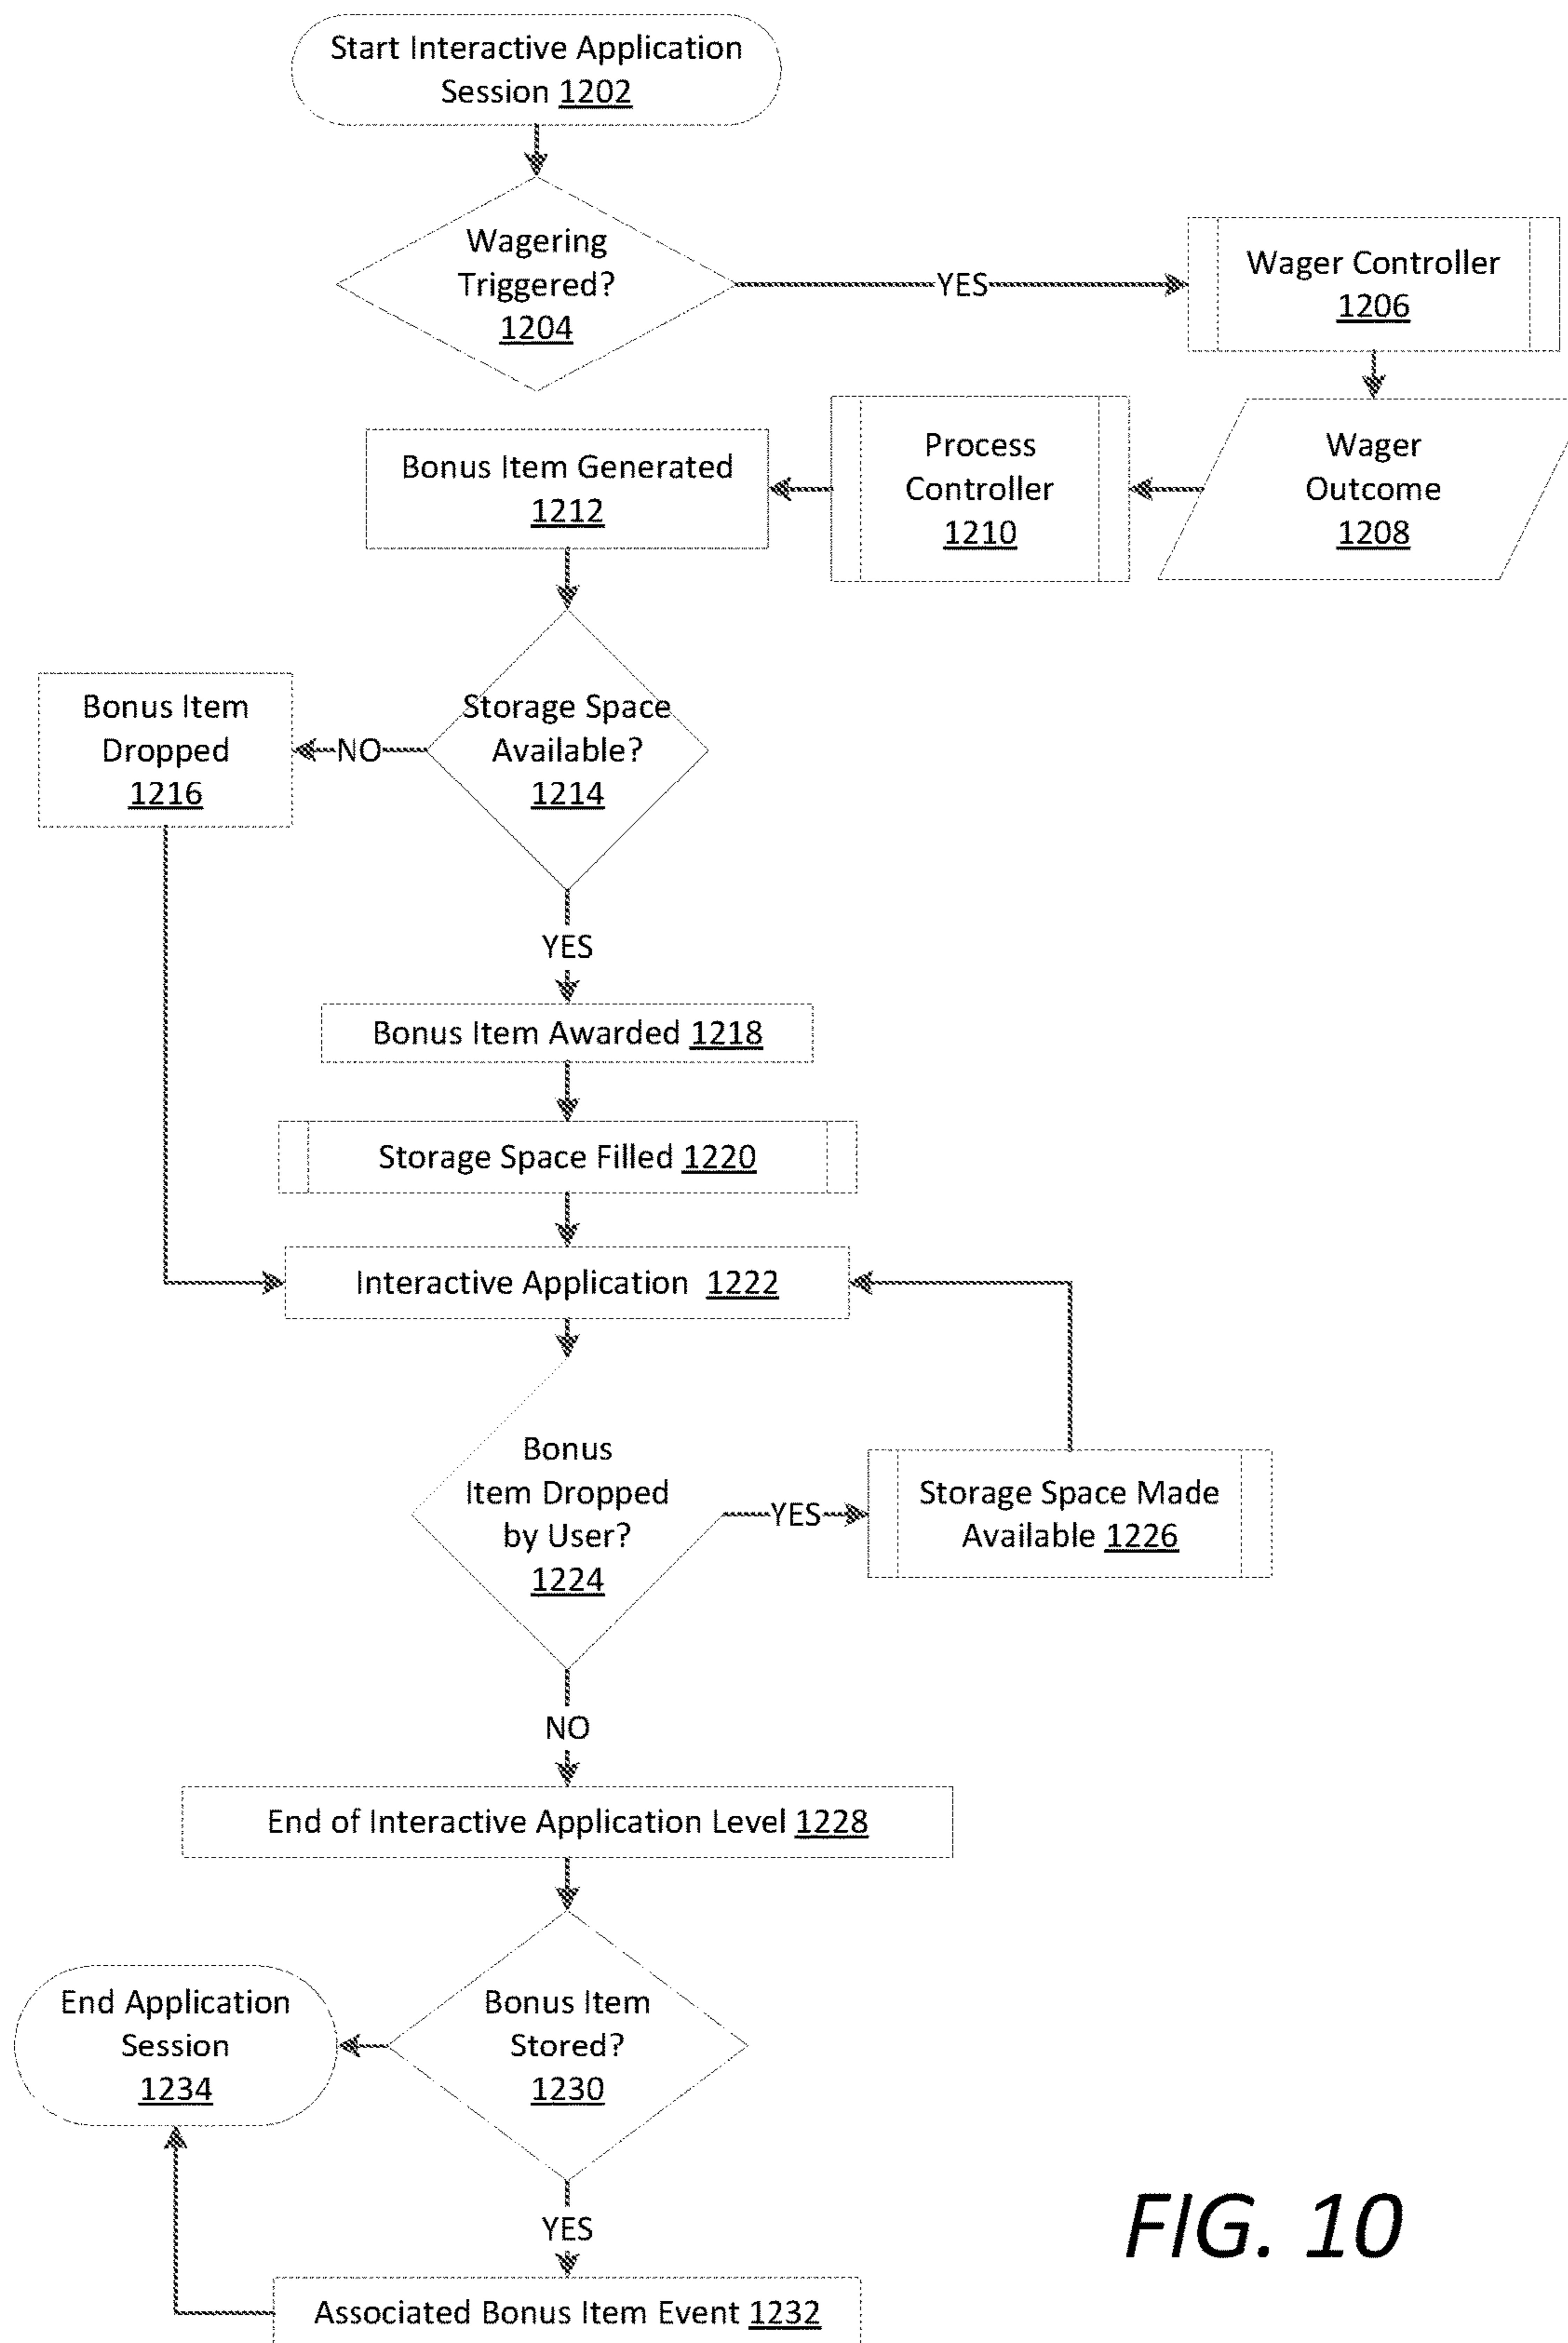 Start Interactive Application
Session 1202
Wagering
Triggered?
1204
YES
Wager Controller
1206
Wager
Outcome
1208
Process
Controller
1210
Bonus Item Generated
1212
Storage Space
Available?
1214
NO
Bonus Item
Dropped
1216
YES
Bonus Item Awarded 1218
Storage Space Filled 1220
Interactive Application 1222
Bonus
Item Dropped
by User?
1224
YES
Storage Space Made
Available 1226
NO
End of Interactive Application Level 1228
Bonus Item
Stored?
1230
End Application
Session
1234
YES
Associated Bonus Item Event 1232
FIG. 10